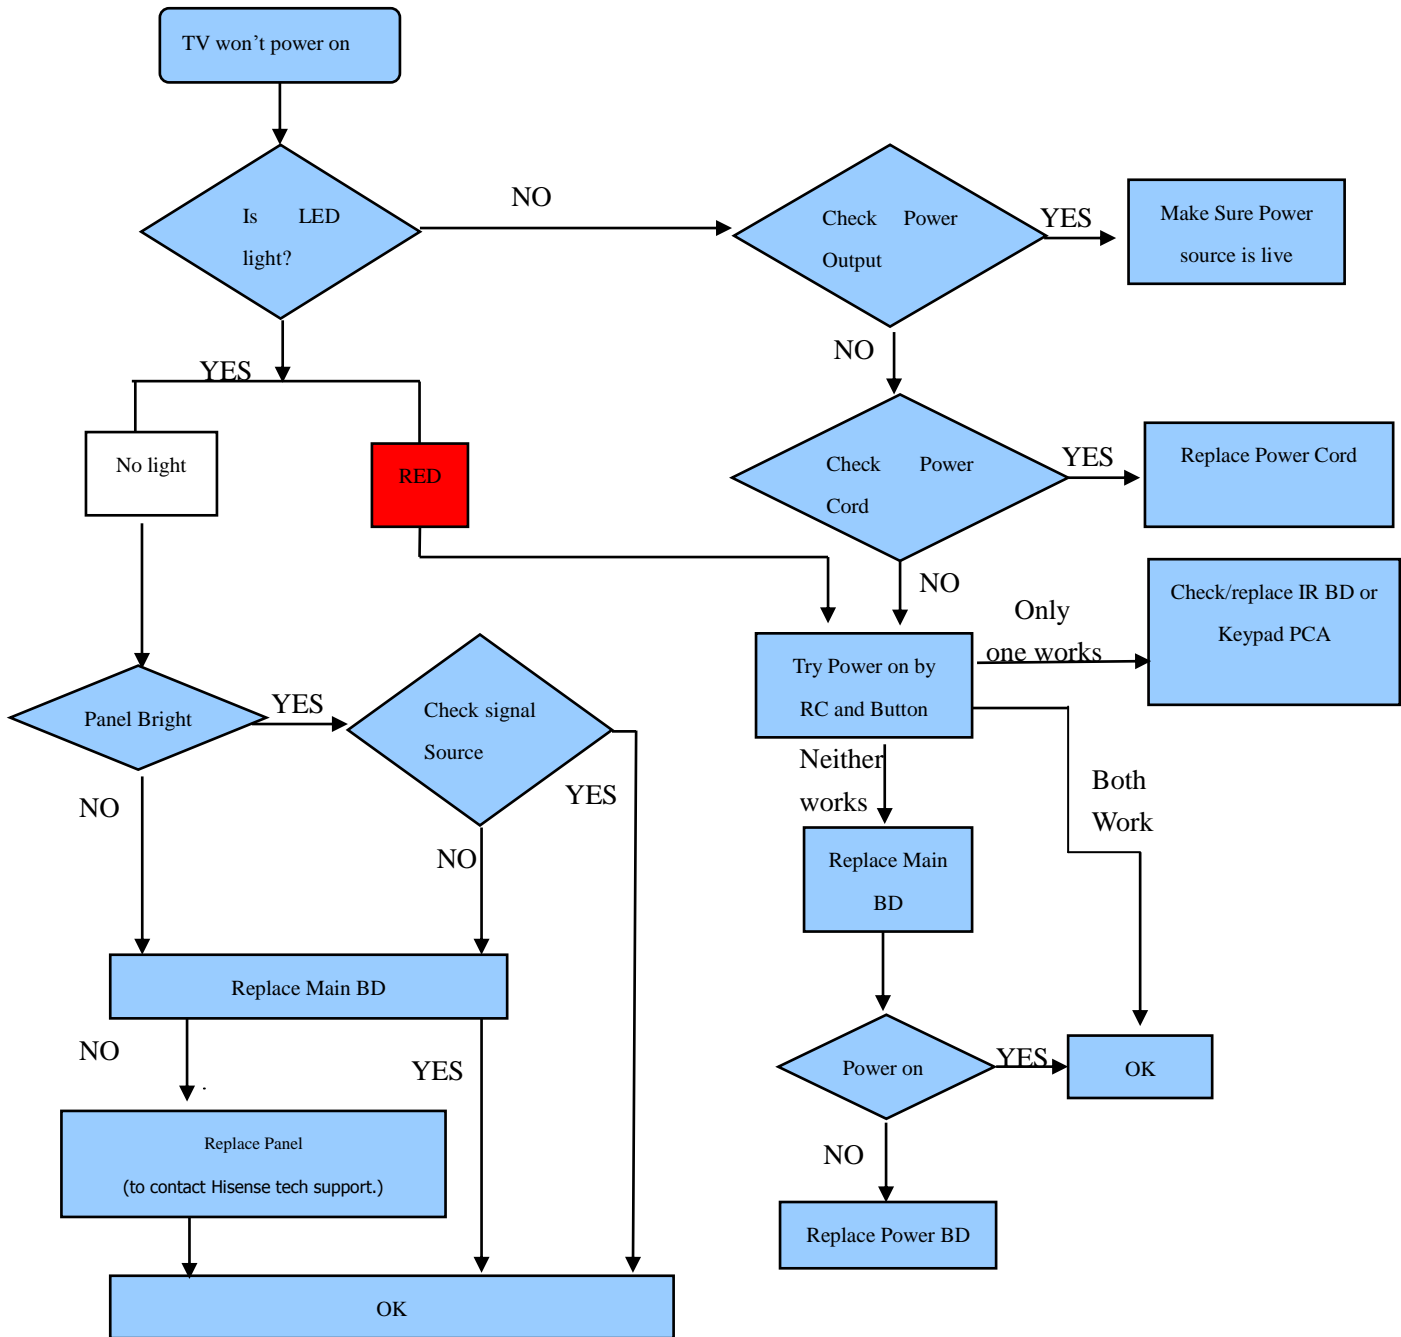 TV won’t power on
Is LED
light?
NO
Check Power
Output
YES
Make Sure Power
source is live
NO
YES
No light
RED
Check Power
Cord
YES
Replace Power Cord
NO
Only
one works
Check/replace IR BD or
Keypad PCA
Try Power on by
RC and Button
Panel Bright
YES
Check signal
Source
YES
NO
NO
Neither
works
Both
Work
Replace Main
BD
Replace Main BD
NO
YES
Power on
YES
OK
Replace Panel
(to contact Hisense tech support.)
NO
Replace Power BD
OK